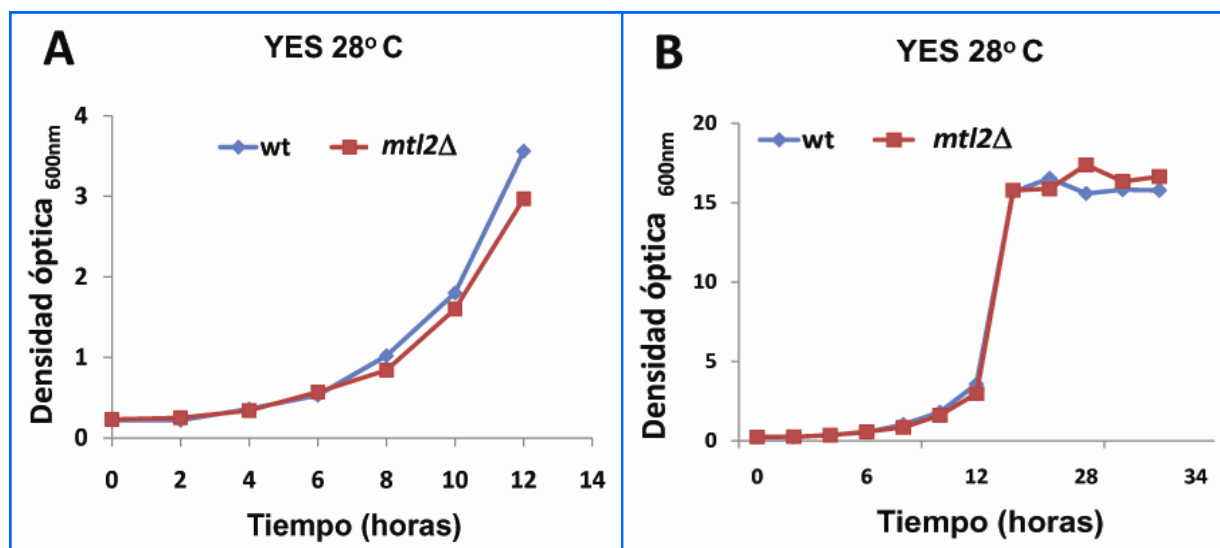 A
YES 28º C
wt
mtl2Δ
Densidad óptica 600nm
4
3
2
1
0
0 2 4 6 8 10 12 14
Tiempo (horas)
B
YES 28º C
wt
mtl2Δ
Densidad óptica 600nm
20
15
10
5
0
0 6 12 28 34
Tiempo (horas)